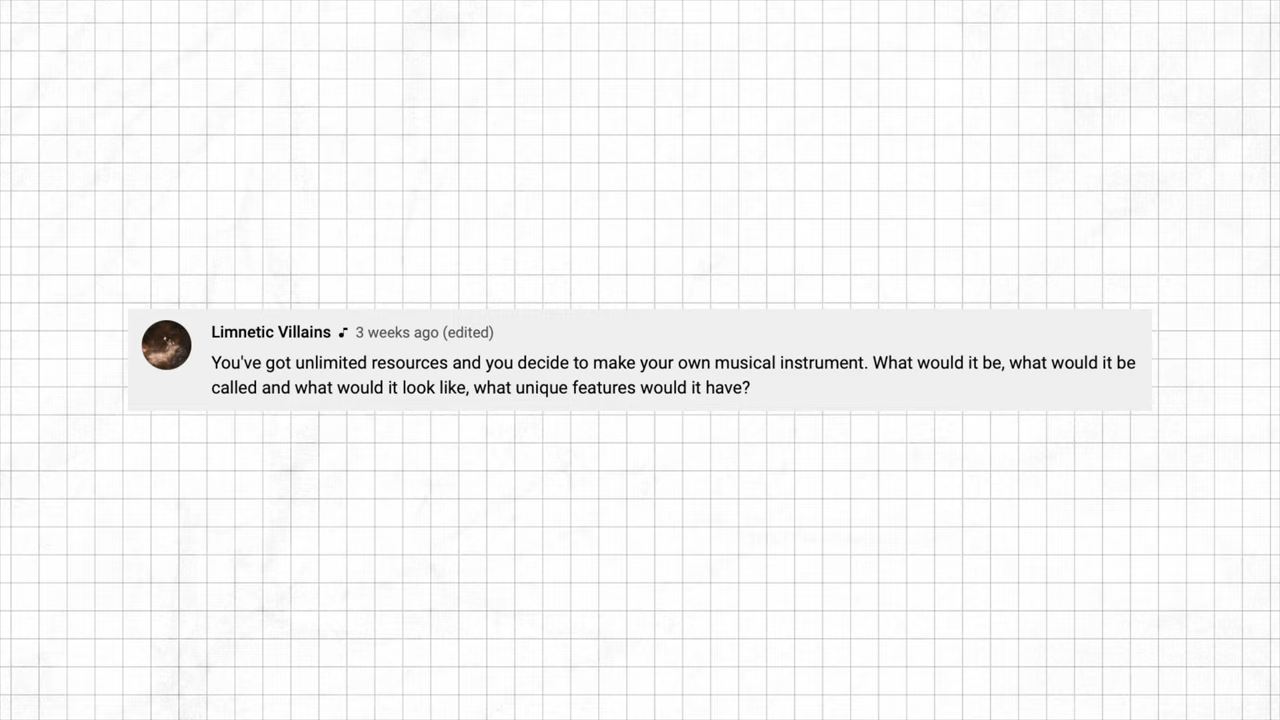 Limnetic Villains 3 weeks ago (edited)
You've got unlimited resources and you decide to make your own musical instrument. What would it be, what would it be
called and what would it look like, what unique features would it have?